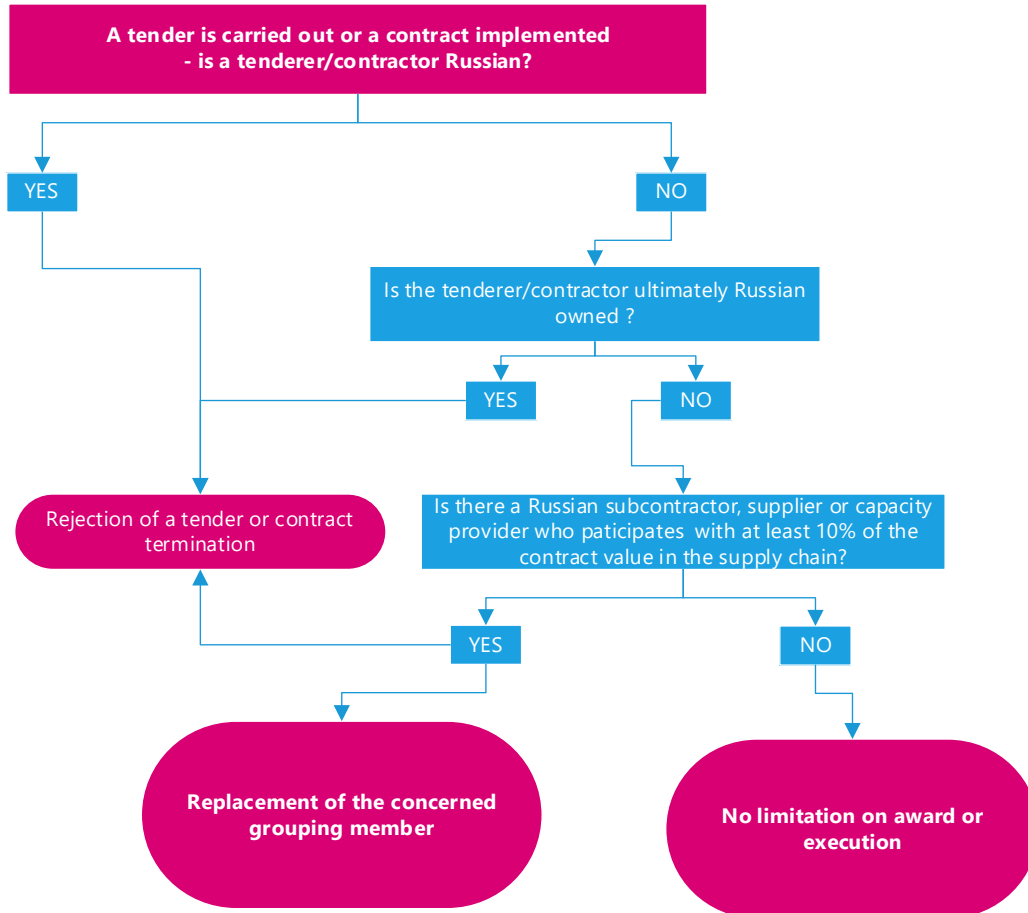 A tender is carried out or a contract implemented
- is a tenderer/contractor Russian?
YES
NO
Is the tenderer/contractor ultimately Russian
owned ?
YES
NO
Rejection of a tender or contract
termination
Is there a Russian subcontractor, supplier or capacity
provider who paticipates with at least 10% of the
contract value in the supply chain?
YES
NO
Replacement of the concerned
grouping member
No limitation on award or
execution